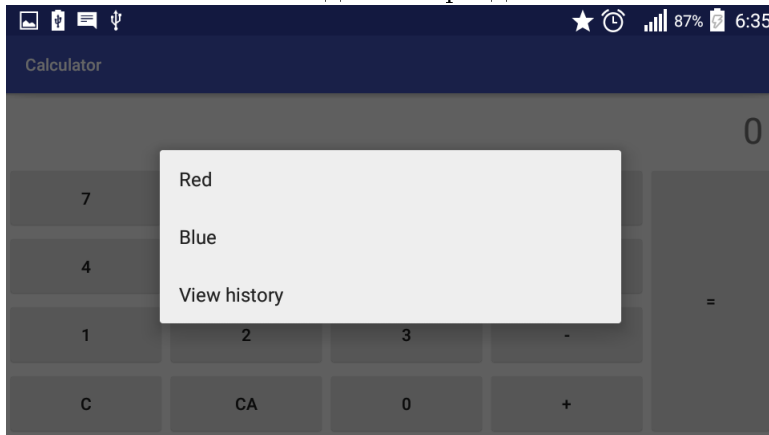 87% 6:35
Calculator
0
Red
7
Blue
4
View history
=
1 2 3 -
C CA 0 +